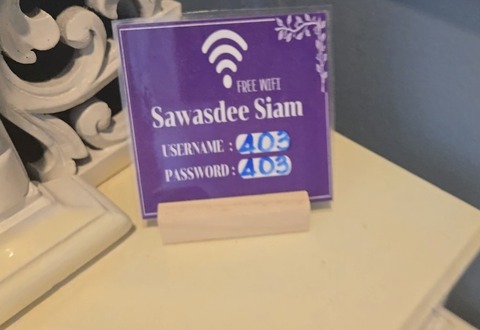 FREE WIFI
Sawasdee Siam
USERNAME : 403
PASSWORD : 403